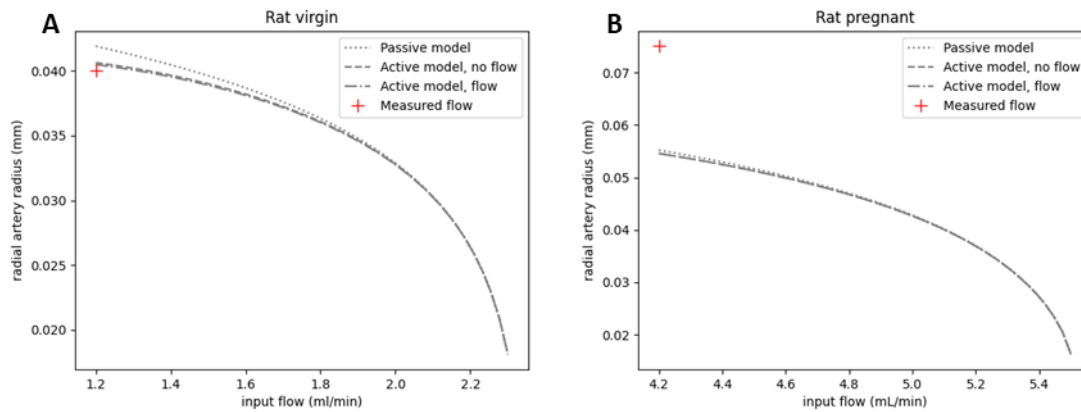 A
Rat virgin
Passive model
Active model, no flow
Active model, flow
Measured flow
radial artery radius (mm)
0.040
0.035
0.030
0.025
0.020
1.2
1.4
1.6
1.8
2.0
2.2
input flow (ml/min)
B
Rat pregnant
Passive model
Active model, no flow
Active model, flow
Measured flow
radial artery radius (mm)
0.07
0.06
0.05
0.04
0.03
0.02
4.2
4.4
4.6
4.8
5.0
5.2
5.4
input flow (mL/min)